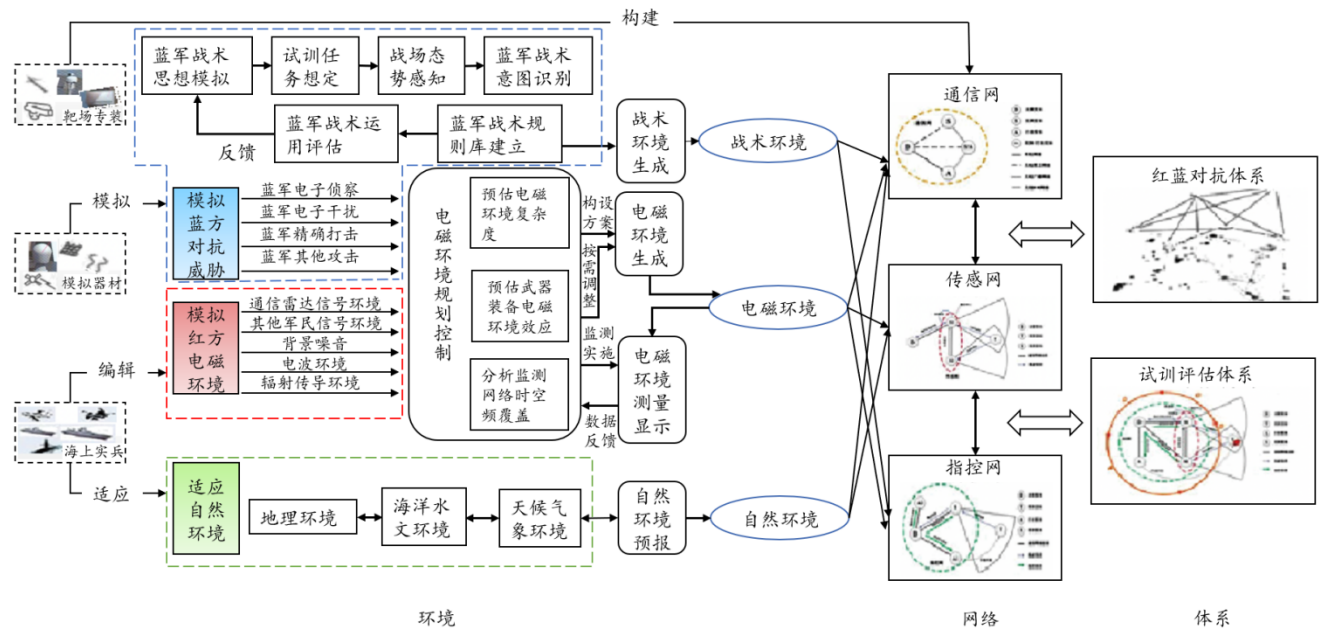 构建
蓝军战术
思想模拟
试训任
务想定
战场态
势感知
蓝军战术
意图识别
靶场专装
反馈
蓝军战术运
用评估
蓝军战术规
则库建立
战术
环境
生成
战术环境
通信网
红蓝对抗体系
模拟
模拟器材
模拟
蓝方
对抗
威胁
蓝军电子侦察
蓝军电子干扰
蓝军精确打击
蓝军其他攻击
电磁环境规划控制
预估电磁
环境复杂
度
预估武器
装备电磁
环境效应
分析监测
网络时空
频覆盖
构设
方案
按需调整
监测
实施
数据
反馈
电磁
环境
生成
电磁环境
电磁
环境
测量
显示
传感网
编辑
模拟
红方
电磁
环境
通信雷达信号环境
其他军民信号环境
背景噪音
电波环境
辐射传导环境
试训评估体系
海上实兵
适应
适应
自然
环境
地理环境
海洋水
文环境
天候气
象环境
自然
环境
预报
自然环境
指控网
环境
网络
体系